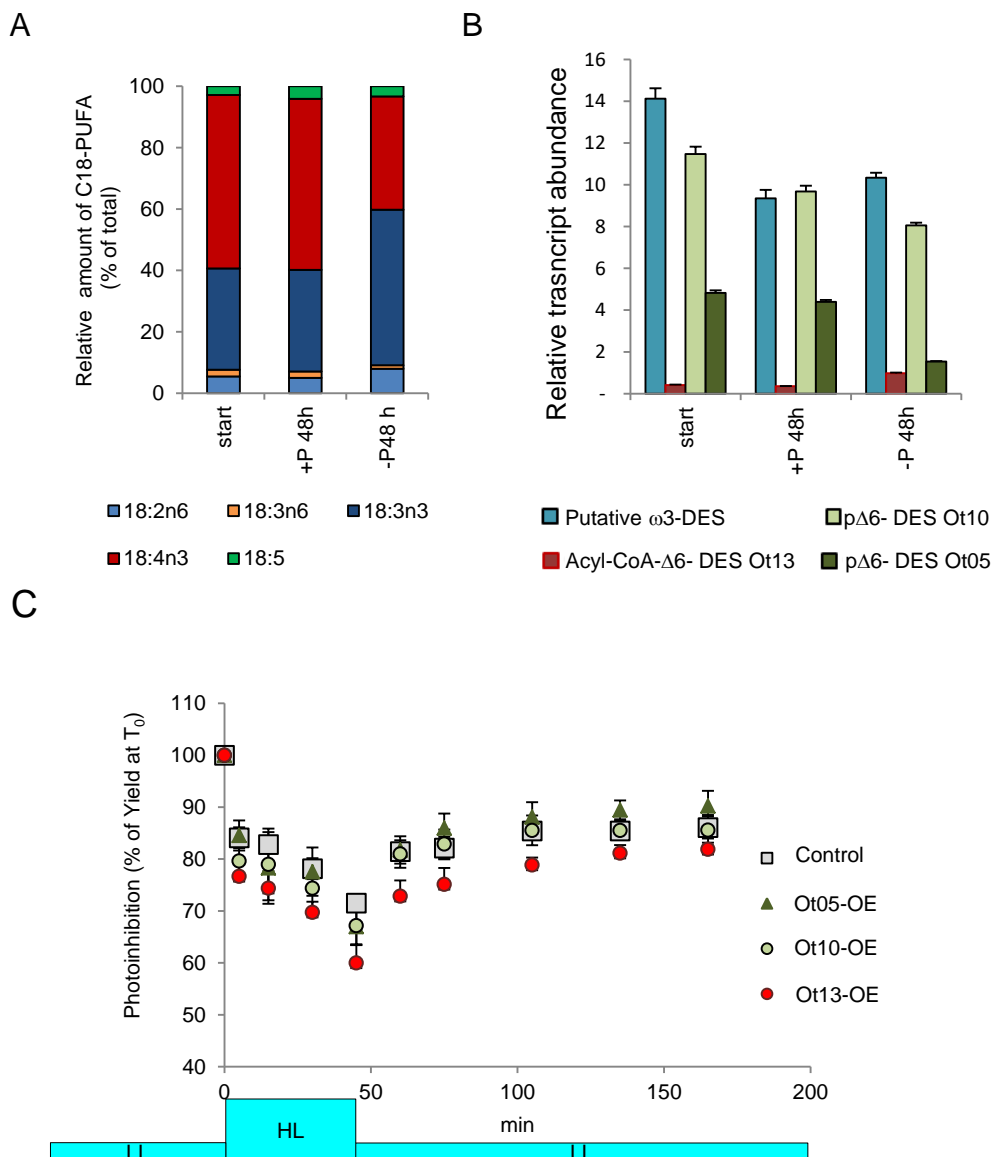 A
Relative amount of C18-PUFA
(% of total)
100
80
60
40
20
0
start
+P 48h
-P48 h
18:2n6
18:3n6
18:3n3
18:4n3
18:5
B
Relative trasncript abundance
16
14
12
10
8
6
4
2
-
start
+P 48h
-P 48h
Putative ω3-DES
pΔ6- DES Ot10
Acyl-CoA-Δ6- DES Ot13
pΔ6- DES Ot05
C
Photoinhibition (% of Yield at T0)
110
100
90
80
70
60
50
40
0
50
100
150
200
min
Control
Ot05-OE
Ot10-OE
Ot13-OE
HL